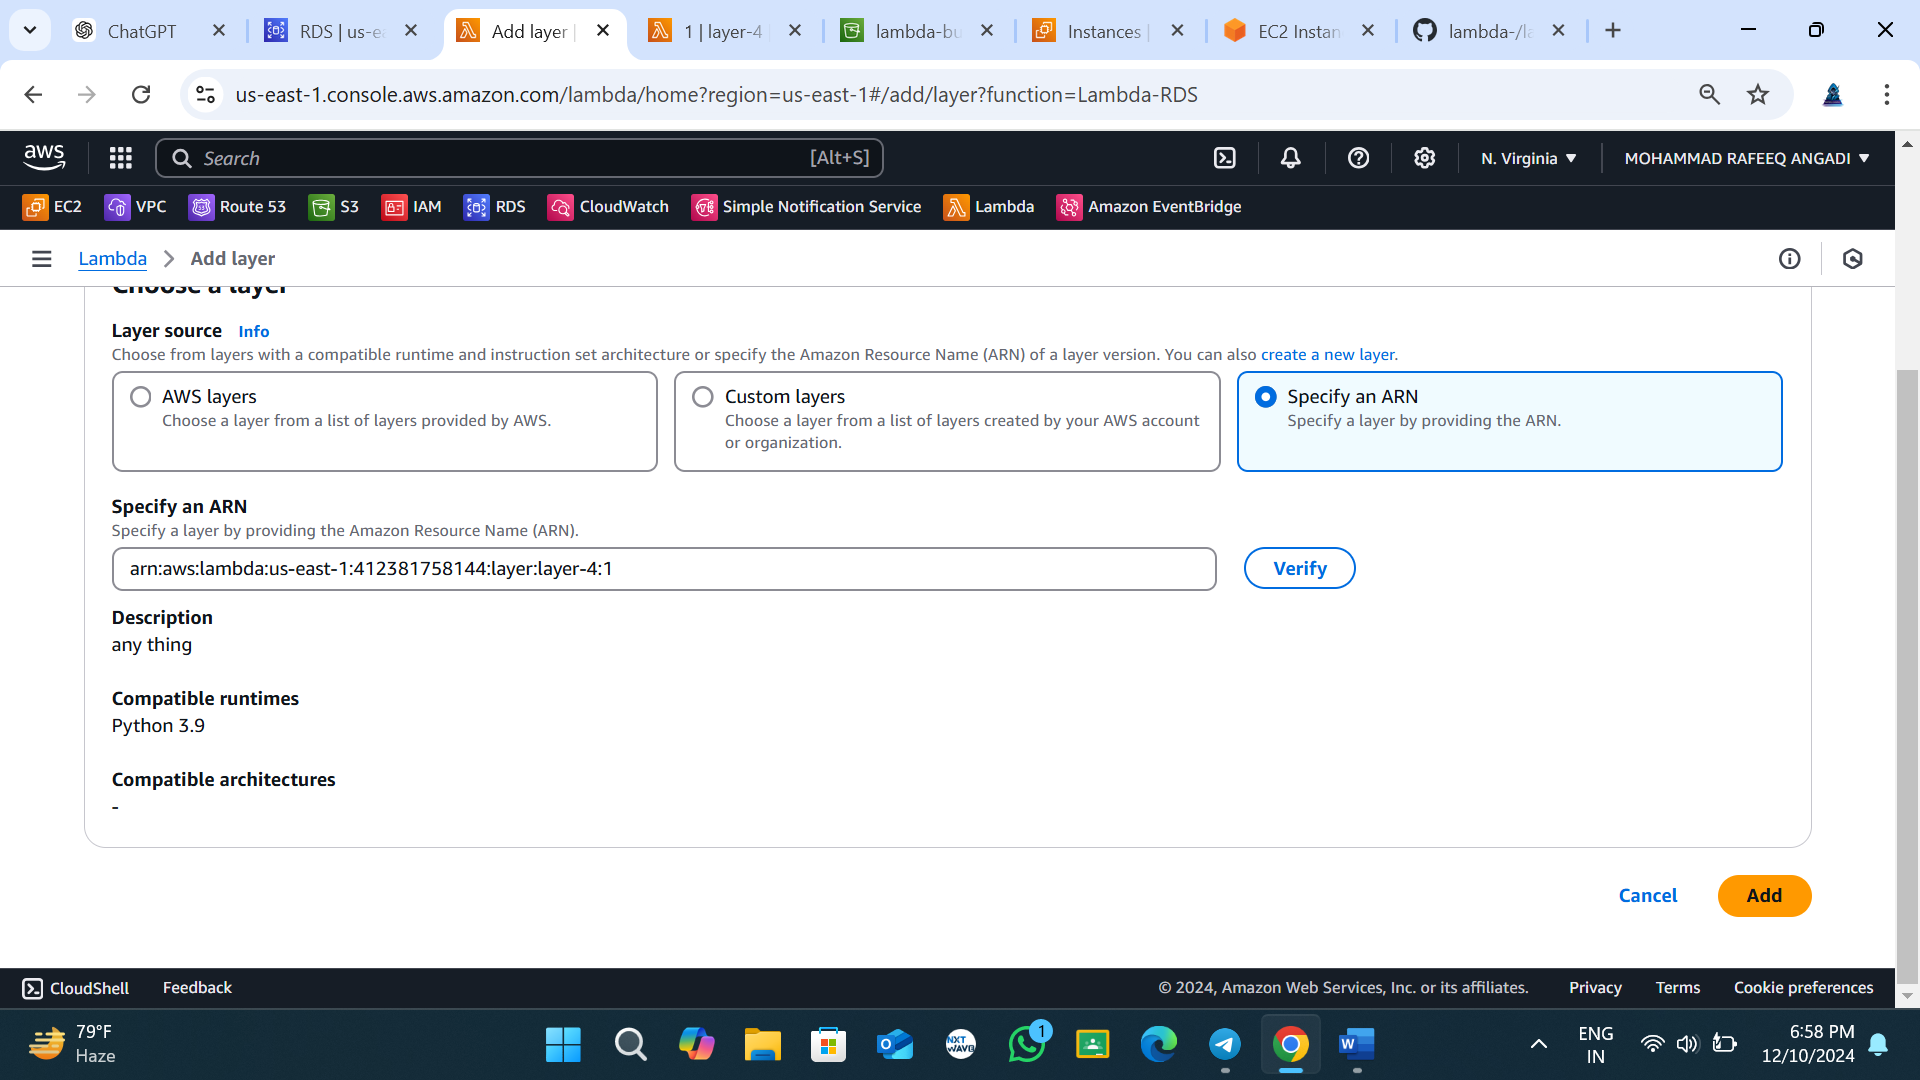 ChatGPT
RDS | us-ea
Add layer |
1 | layer-4
lambda-bu
Instances |
EC2 Instan
lambda-/la
us-east-1.console.aws.amazon.com/lambda/home?region=us-east-1#/add/layer?function=Lambda-RDS
aws
Search
[Alt+S]
N. Virginia
MOHAMMAD RAFEEQ ANGADI
EC2
VPC
Route 53
S3
IAM
RDS
CloudWatch
Simple Notification Service
Lambda
Amazon EventBridge
Lambda
Add layer
Choose a layer
Layer source Info
Choose from layers with a compatible runtime and instruction set architecture or specify the Amazon Resource Name (ARN) of a layer version. You can also create a new layer.
AWS layers
Choose a layer from a list of layers provided by AWS.
Custom layers
Choose a layer from a list of layers created by your AWS account
or organization.
Specify an ARN
Specify a layer by providing the ARN.
Specify an ARN
Specify a layer by providing the Amazon Resource Name (ARN).
arn:aws:lambda:us-east-1:412381758144:layer:layer-4:1
Verify
Description
any thing
Compatible runtimes
Python 3.9
Compatible architectures
-
Cancel
Add
CloudShell
Feedback
© 2024, Amazon Web Services, Inc. or its affiliates.
Privacy
Terms
Cookie preferences
79°F
Haze
NXT
WAVE
1
ENG
IN
6:58 PM
12/10/2024